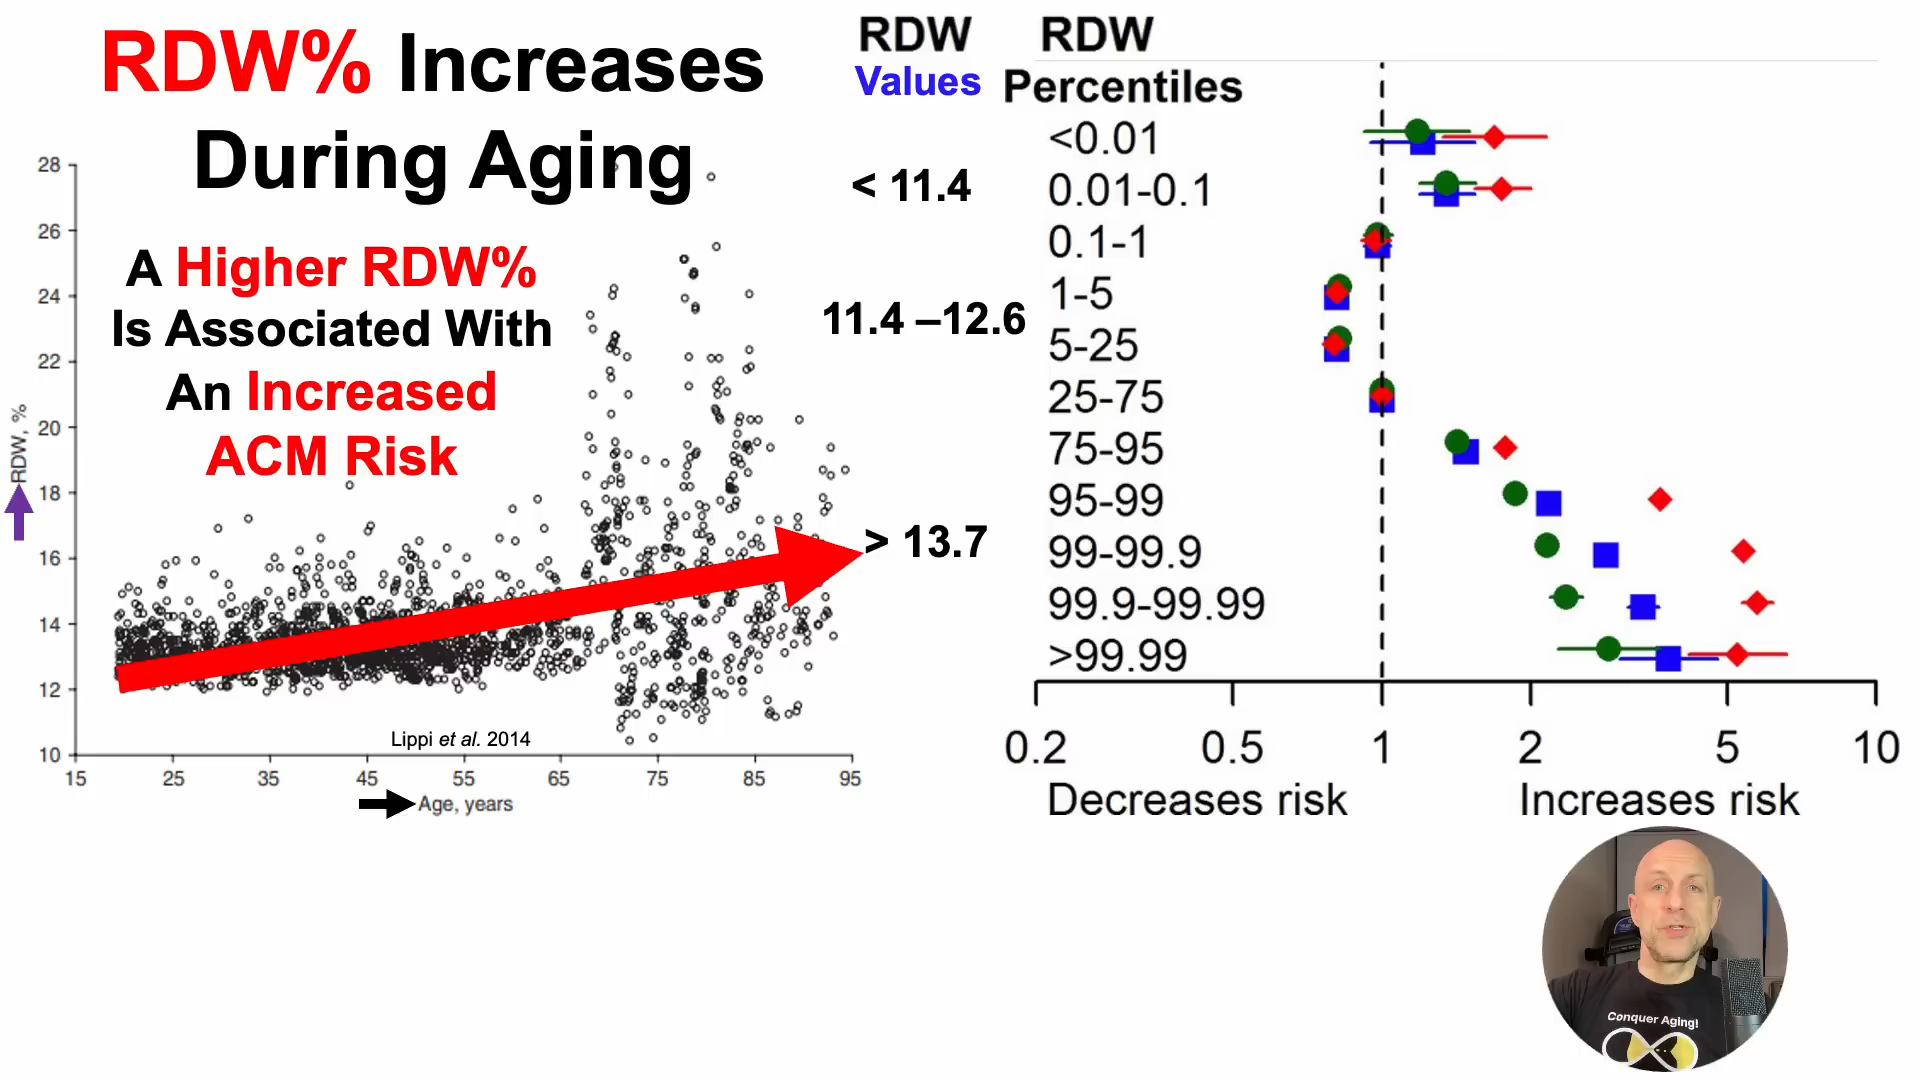 RDW% Increases
During Aging
A Higher RDW%
Is Associated With
An Increased
ACM Risk
28
26
24
22
20
18
16
14
12
10
RDW, %
Lippi et al. 2014
15 25 35 45 55 65 75 85 95
Age, years
RDW
Values
< 11.4
11.4 –12.6
> 13.7
RDW
Percentiles
<0.01
0.01-0.1
0.1-1
1-5
5-25
25-75
75-95
95-99
99-99.9
99.9-99.99
>99.99
0.2 0.5 1 2 5 10
Decreases risk Increases risk
Conquer Aging!